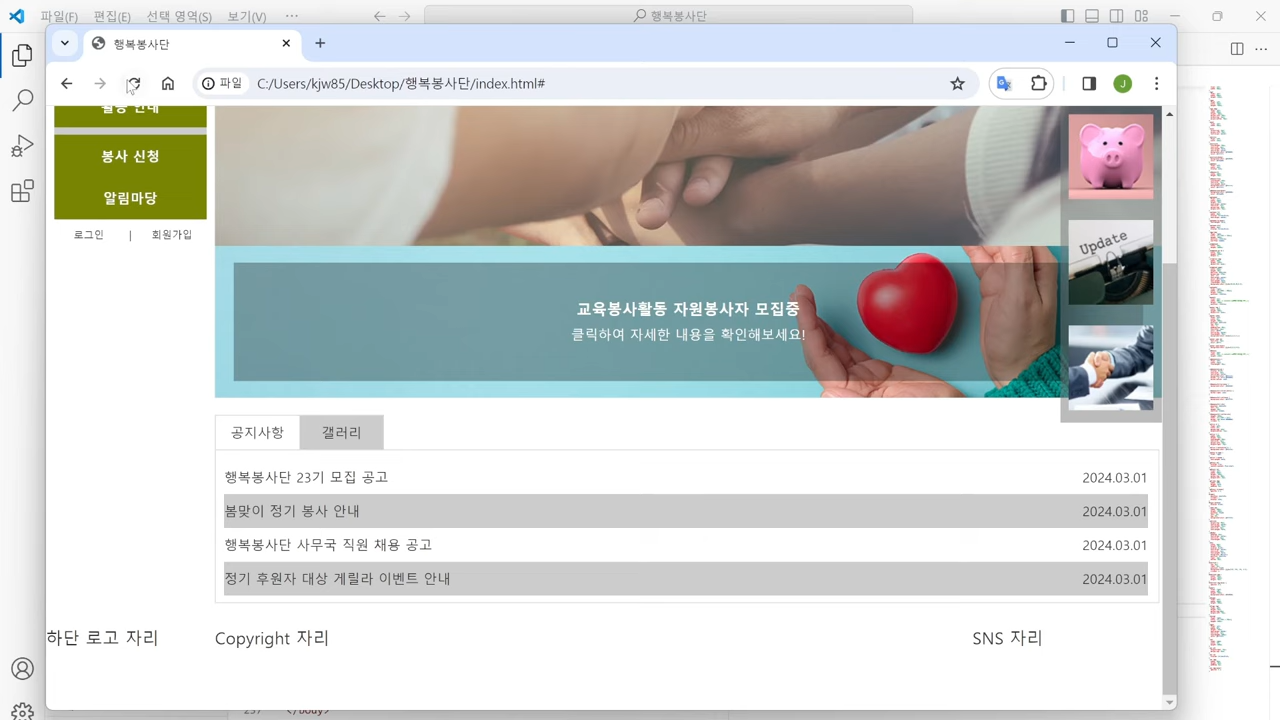 파일(F) 편집(E) 선택 영역(S) 보기(V) ··· 행복봉사단
행복봉사단
파일 C:/Users/kjw85/Desktop/행복봉사단/index.html#
J
활동 안내
봉사 신청
알림마당
로그인 | 회원가입
Update
교육봉사활동 자원봉사자 모집중
클릭하여 자세한 내용을 확인해보세요!
공지사항
행복봉사단 23기 모집 공고 2024.03.01
봄맞이 정기 봉사 안내 2024.03.01
행복봉사단 사무국 직원 채용 공고 2024.03.01
정기 후원자 대상 캐릭터 이벤트 안내 2024.03.01
하단 로고 자리 Copyright 자리 SNS 자리
</body>